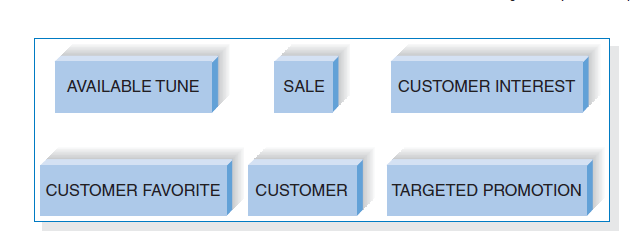 AVAILABLE TUNE
SALE
CUSTOMER INTEREST
CUSTOMER FAVORITE
CUSTOMER
TARGETED PROMOTION